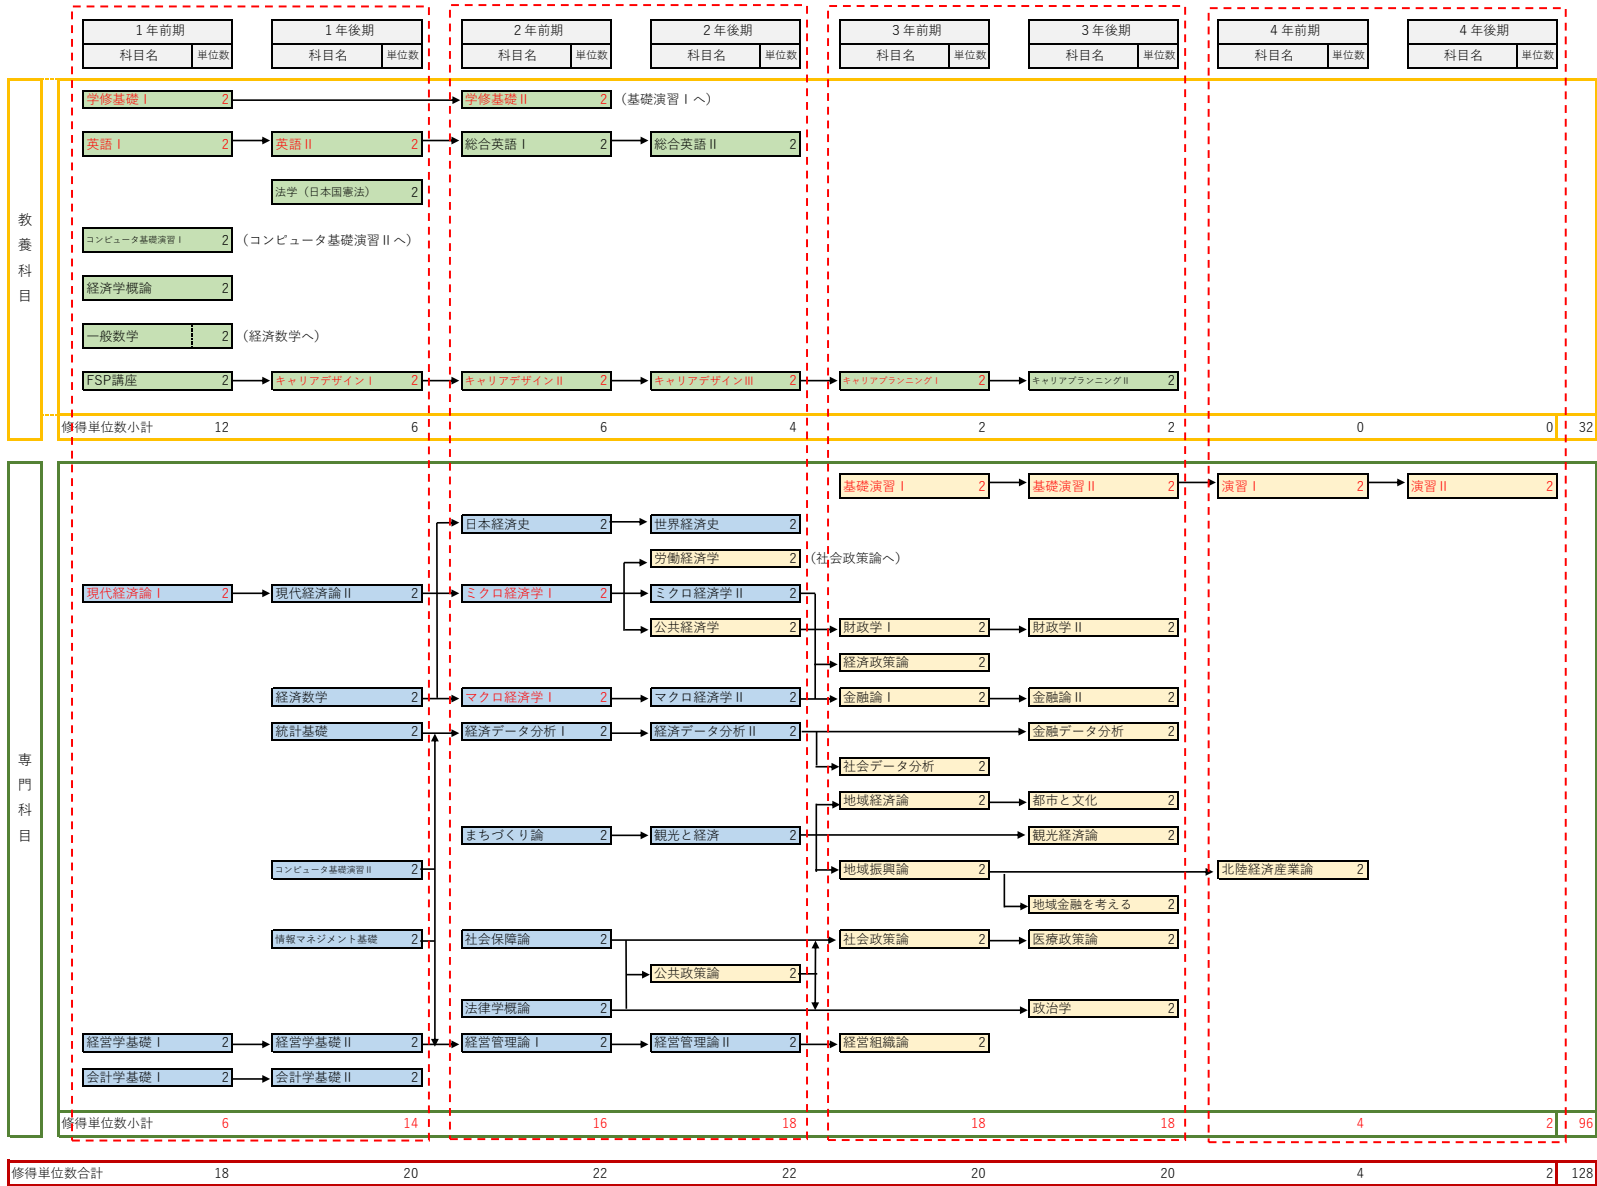 １年前期 １年後期 ２年前期 ２年後期 ３年前期 ３年後期 ４年前期 ４年後期
科目名 単位数 科目名 単位数 科目名 単位数 科目名 単位数 科目名 単位数 科目名 単位数 科目名 単位数 科目名 単位数
教養科目
学修基礎Ⅰ 2 学修基礎Ⅱ 2 （基礎演習Ⅰへ）
英語Ⅰ 2 英語Ⅱ 2 総合英語Ⅰ 2 総合英語Ⅱ 2
法学（日本国憲法） 2
コンピュータ基礎演習Ⅰ 2 （コンピュータ基礎演習Ⅱへ）
経済学概論 2
一般数学 2 （経済数学へ）
FSP講座 2 キャリアデザインⅠ 2 キャリアデザインⅡ 2 キャリアデザインⅢ 2 キャリアプランニングⅠ 2 キャリアプランニングⅡ 2
修得単位数小計 12 6 6 4 2 2 0 0 32
専門科目
基礎演習Ⅰ 2 基礎演習Ⅱ 2 演習Ⅰ 2 演習Ⅱ 2
日本経済史 2 世界経済史 2
労働経済学 2 （社会政策論へ）
現代経済論Ⅰ 2 現代経済論Ⅱ 2 ミクロ経済学Ⅰ 2 ミクロ経済学Ⅱ 2
公共経済学 2 財政学Ⅰ 2 財政学Ⅱ 2
経済政策論 2
経済数学 2 マクロ経済学Ⅰ 2 マクロ経済学Ⅱ 2 金融論Ⅰ 2 金融論Ⅱ 2
統計基礎 2 経済データ分析Ⅰ 2 経済データ分析Ⅱ 2 金融データ分析 2
社会データ分析 2
地域経済論 2 都市と文化 2
まちづくり論 2 観光と経済 2 観光経済論 2
コンピュータ基礎演習Ⅱ 2 地域振興論 2 北陸経済産業論 2
地域金融を考える 2
情報マネジメント基礎 2 社会保障論 2 社会政策論 2 医療政策論 2
公共政策論 2
法律学概論 2 政治学 2
経営学基礎Ⅰ 2 経営学基礎Ⅱ 2 経営管理論Ⅰ 2 経営管理論Ⅱ 2 経営組織論 2
会計学基礎Ⅰ 2 会計学基礎Ⅱ 2
修得単位数小計 6 14 16 18 18 18 4 2 96
修得単位数合計 18 20 22 22 20 20 4 2 128